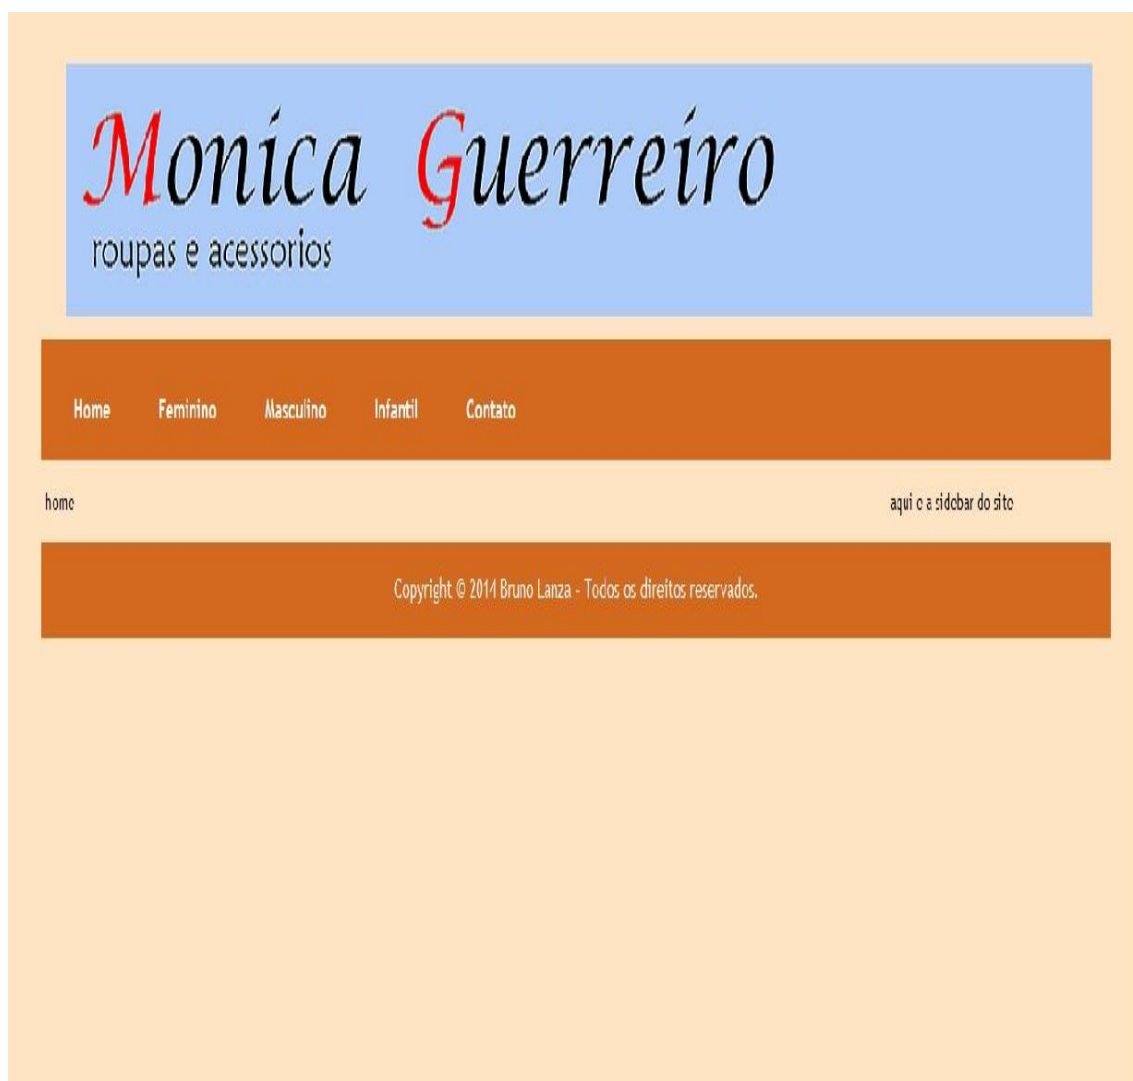 Monica Guerreiro
roupas e acessorios
Home Feminino Masculino Infantil Contato
home aqui e a sidebar do site
Copyright © 2014 Bruno Lanza - Todos os direitos reservados.